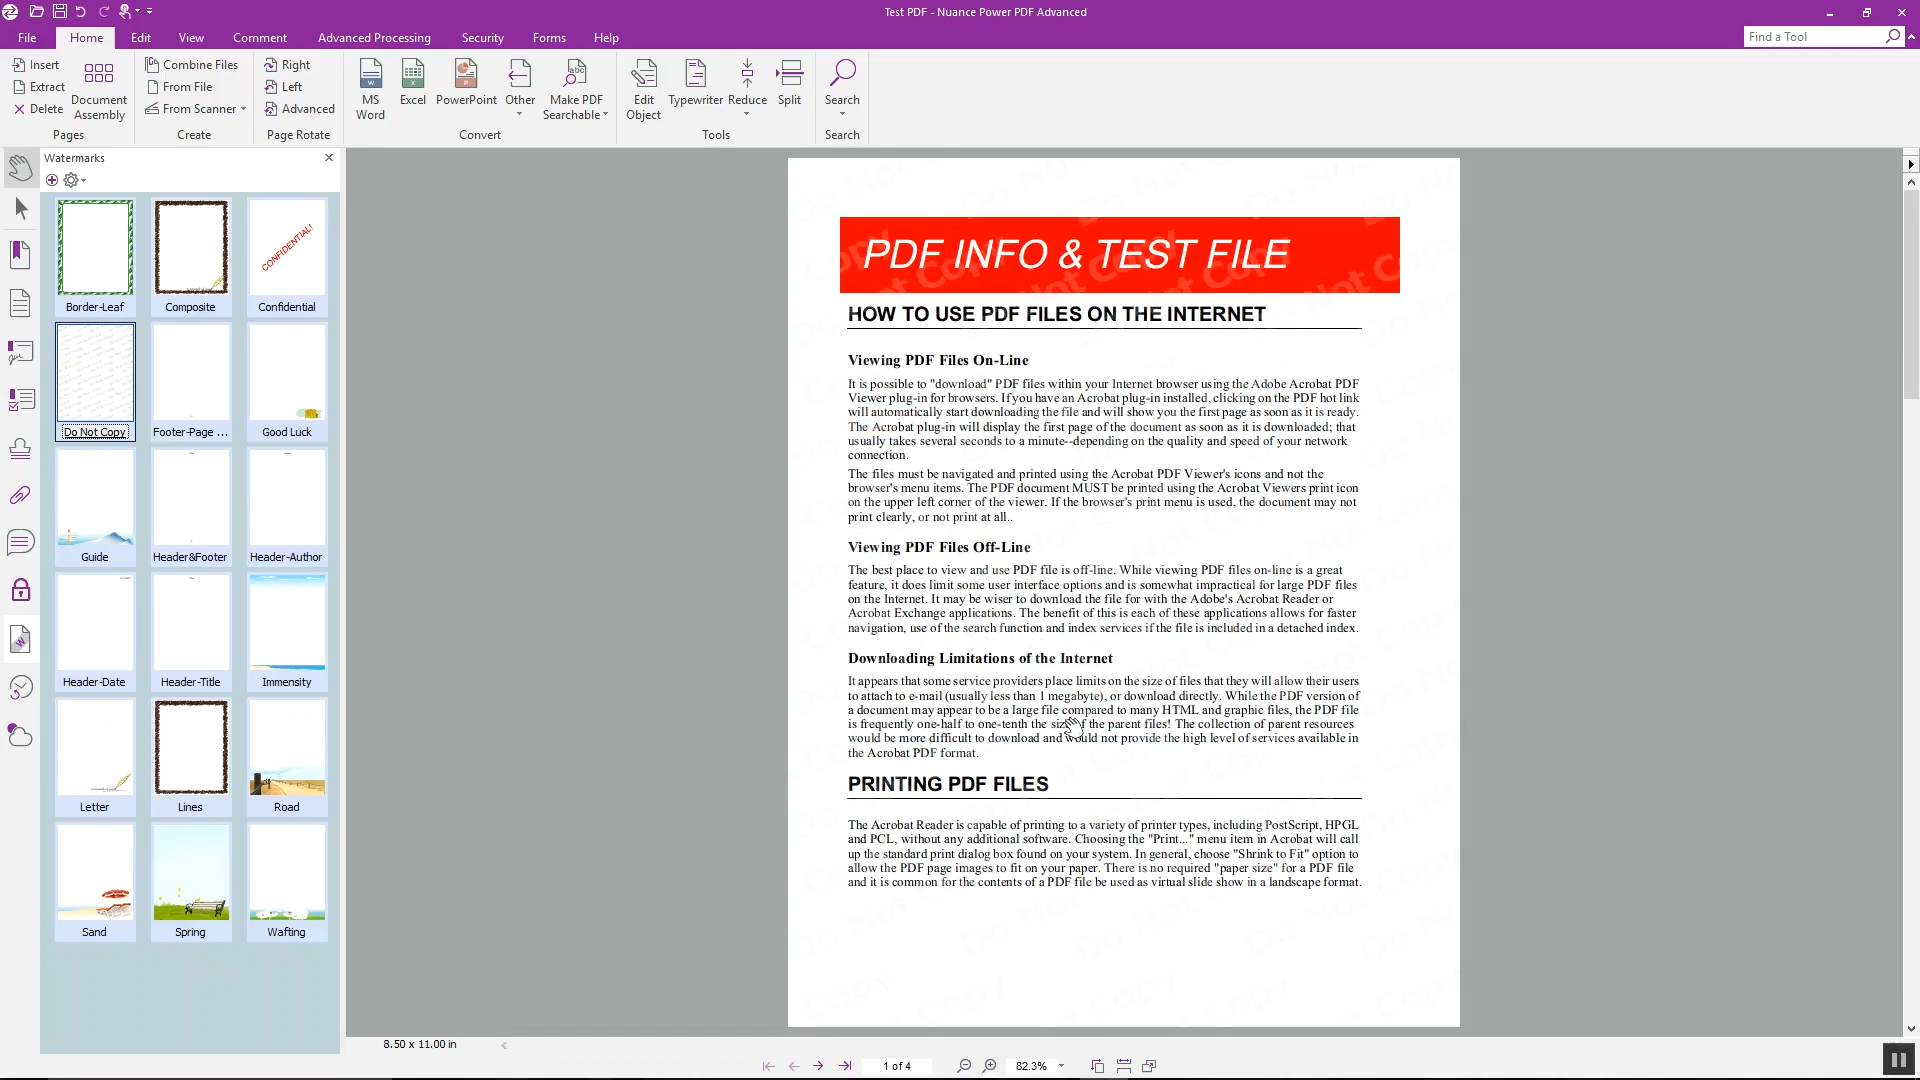 Test PDF - Nuance Power PDF Advanced
File Home Edit View Comment Advanced Processing Security Forms Help
Find a Tool
Insert
Extract
Delete
Document
Assembly
Pages
Combine Files
From File
From Scanner
Create
Right
Left
Advanced
Page Rotate
MS
Word
Excel
PowerPoint
Other
Make PDF
Searchable
Convert
Edit
Object
Typewriter
Reduce
Split
Tools
Search
Search
Watermarks
CONFIDENTIAL!
Border-Leaf Composite Confidential
Do Not Copy Footer-Page ... Good Luck
Guide Header&Footer Header-Author
Header-Date Header-Title Immensity
Letter Lines Road
Sand Spring Wafting
PDF INFO & TEST FILE
HOW TO USE PDF FILES ON THE INTERNET
Viewing PDF Files On-Line
It is possible to "download" PDF files within your Internet browser using the Adobe Acrobat PDF
Viewer plug-in for browsers. If you have an Acrobat plug-in installed, clicking on the PDF hot link
will automatically start downloading the file and will show you the first page as soon as it is ready.
The Acrobat plug-in will display the first page of the document as soon as it is downloaded; that
usually takes several seconds to a minute--depending on the quality and speed of your network
connection.
The files must be navigated and printed using the Acrobat PDF Viewer's icons and not the
browser's menu items. The PDF document MUST be printed using the Acrobat Viewers print icon
on the upper left corner of the viewer. If the browser's print menu is used, the document may not
print clearly, or not print at all..
Viewing PDF Files Off-Line
The best place to view and use PDF file is off-line. While viewing PDF files on-line is a great
feature, it does limit some user interface options and is somewhat impractical for large PDF files
on the Internet. It may be wiser to download the file for with the Adobe's Acrobat Reader or
Acrobat Exchange applications. The benefit of this is each of these applications allows for faster
navigation, use of the search function and index services if the file is included in a detached index.
Downloading Limitations of the Internet
It appears that some service providers place limits on the size of files that they will allow their users
to attach to e-mail (usually less than 1 megabyte), or download directly. While the PDF version of
a document may appear to be a large file compared to many HTML and graphic files, the PDF file
is frequently one-half to one-tenth the size of the parent files! The collection of parent resources
would be more difficult to download and would not provide the high level of services available in
the Acrobat PDF format.
PRINTING PDF FILES
The Acrobat Reader is capable of printing to a variety of printer types, including PostScript, HPGL
and PCL, without any additional software. Choosing the "Print..." menu item in Acrobat will call
up the standard print dialog box found on your system. In general, choose "Shrink to Fit" option to
allow the PDF page images to fit on your paper. There is no required "paper size" for a PDF file
and it is common for the contents of a PDF file be used as virtual slide show in a landscape format.
8.50 x 11.00 in
1 of 4
82.3%